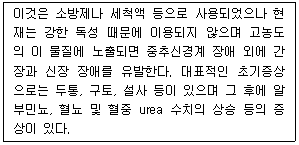 이것은 소방제나 세척액 등으로 사용되었으나 현
재는 강한 독성 때문에 이용되지 않으며 고농도
의 이 물질에 노출되면 중추신경계 장애 외에 간
장과 신장 장애를 유발한다. 대표적인 초기증상
으로는 두통, 구토, 설사 등이 있으며 그 후에 알
부민뇨, 혈뇨 및 혈중 urea 수치의 상승 등의 증
상이 있다.